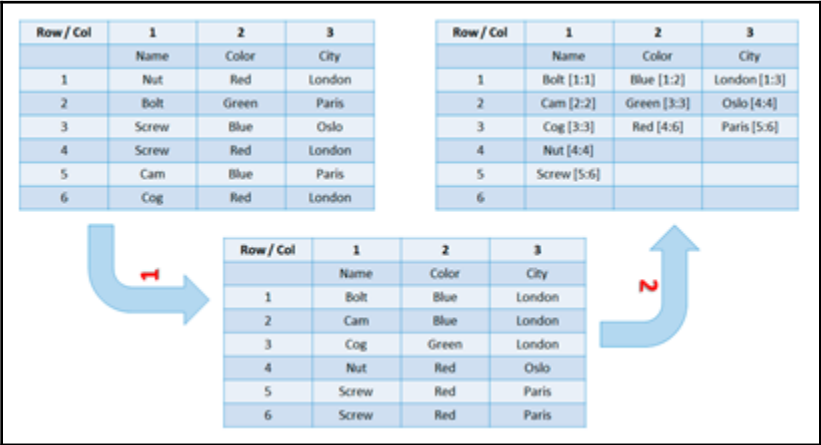 Row / Col 1 2 3
Name Color City
1 Nut Red London
2 Bolt Green Paris
3 Screw Blue Oslo
4 Screw Red London
5 Cam Blue Paris
6 Cog Red London
Row / Col 1 2 3
Name Color City
1 Bolt [1:1] Blue [1:2] London [1:3]
2 Cam [2:2] Green [3:3] Oslo [4:4]
3 Cog [3:3] Red [4:6] Paris [5:6]
4 Nut [4:4]
5 Screw [5:6]
6
1
Row / Col 1 2 3
Name Color City
1 Bolt Blue London
2 Cam Blue London
3 Cog Green London
4 Nut Red Oslo
5 Screw Red Paris
6 Screw Red Paris
2